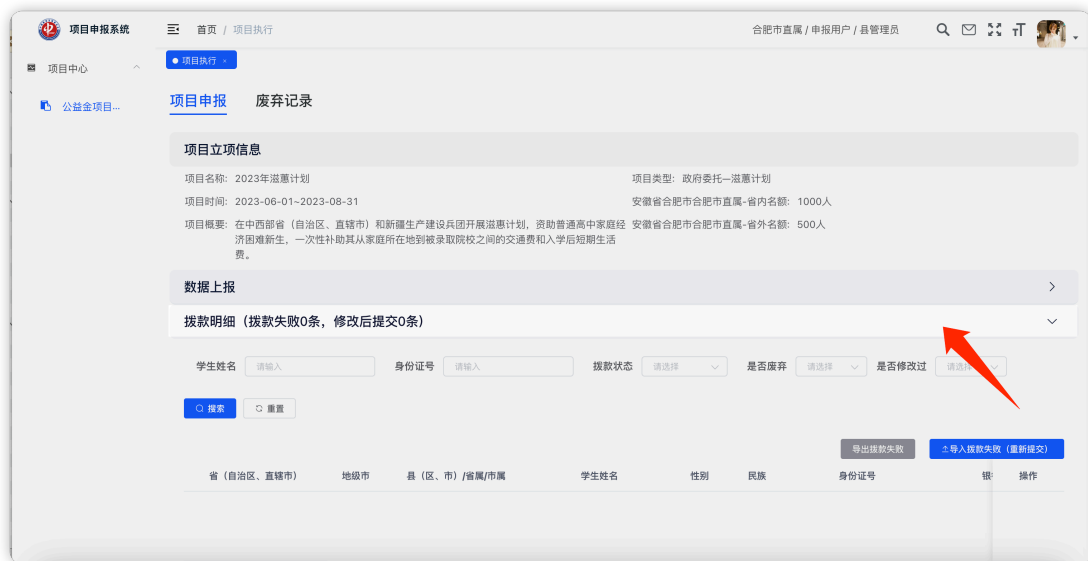 项目申报系统
首页 / 项目执行
合肥市直属 / 申报用户 / 县管理员
项目中心
项目执行 ×
公益金项目...
项目申报 废弃记录
项目立项信息
项目名称: 2023年滋蕙计划
项目类型: 政府委托—滋蕙计划
项目时间: 2023-06-01~2023-08-31
安徽省合肥市合肥市直属-省内名额: 1000人
项目概要: 在中西部省（自治区、直辖市）和新疆生产建设兵团开展滋蕙计划，资助普通高中家庭经
济困难新生，一次性补助其从家庭所在地到被录取院校之间的交通费和入学后短期生活
费。
安徽省合肥市合肥市直属-省外名额: 500人
数据上报
拨款明细（拨款失败0条，修改后提交0条）
学生姓名 请输入 身份证号 请输入 拨款状态 请选择 是否废弃 请选择 是否修改过 请选择
搜索 重置
导出拨款失败 导入拨款失败（重新提交）
省（自治区、直辖市） 地级市 县（区、市）/省属/市属 学生姓名 性别 民族 身份证号 银 操作